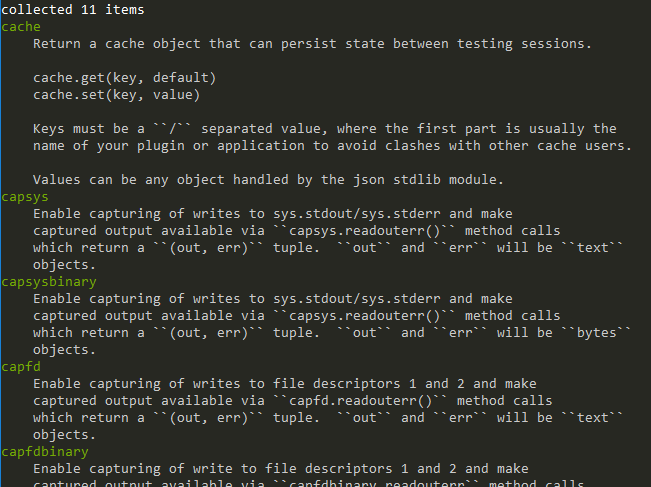 collected 11 items
cache
    Return a cache object that can persist state between testing sessions.

    cache.get(key, default)
    cache.set(key, value)

    Keys must be a ``/`` separated value, where the first part is usually the
    name of your plugin or application to avoid clashes with other cache users.

    Values can be any object handled by the json stdlib module.
capsys
    Enable capturing of writes to sys.stdout/sys.stderr and make
    captured output available via ``capsys.readouterr()`` method calls
    which return a ``(out, err)`` tuple.  ``out`` and ``err`` will be ``text``
    objects.
capsysbinary
    Enable capturing of writes to sys.stdout/sys.stderr and make
    captured output available via ``capsys.readouterr()`` method calls
    which return a ``(out, err)`` tuple.  ``out`` and ``err`` will be ``bytes``
    objects.
capfd
    Enable capturing of writes to file descriptors 1 and 2 and make
    captured output available via ``capfd.readouterr()`` method calls
    which return a ``(out, err)`` tuple.  ``out`` and ``err`` will be ``text``
    objects.
capfdbinary
    Enable capturing of write to file descriptors 1 and 2 and make
    captured output available via ``capfdbinary.readouterr`` method calls